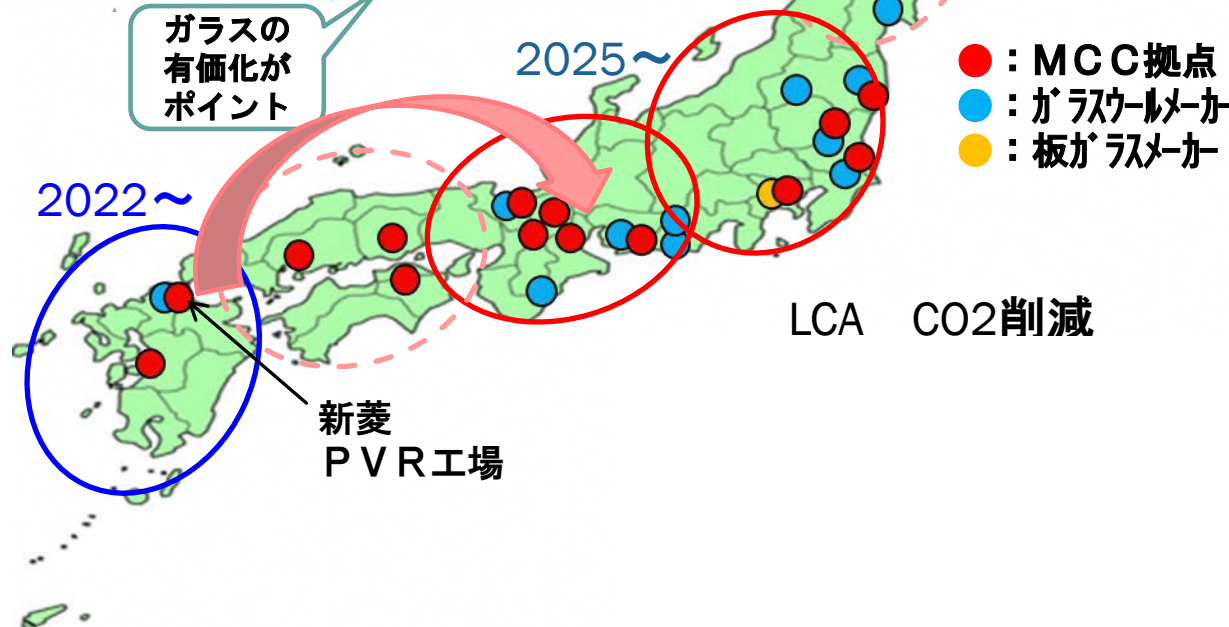 ガラスの
有価化が
ポイント
2025～
：ＭＣＣ拠点
：ガラスウールメーカー
：板ガラスメーカー
2022～
LCA　CO2削減
新菱
ＰＶＲ工場